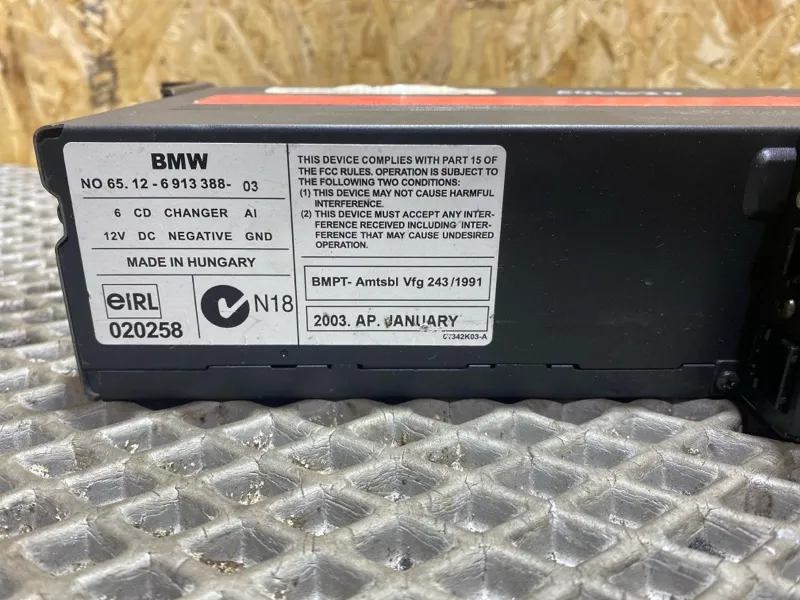 BMW
NO 65. 12 - 6 913 388- 03
6 CD CHANGER AI
12V DC NEGATIVE GND
MADE IN HUNGARY
eIRL
020258
N18
THIS DEVICE COMPLIES WITH PART 15 OF
THE FCC RULES. OPERATION IS SUBJECT TO
THE FOLLOWING TWO CONDITIONS:
(1) THIS DEVICE MAY NOT CAUSE HARMFUL
INTERFERENCE.
(2) THIS DEVICE MUST ACCEPT ANY INTER-
FERENCE RECEIVED INCLUDING INTER-
FERENCE THAT MAY CAUSE UNDESIRED
OPERATION.
BMPT- Amtsbl Vfg 243 /1991
2003. AP. JANUARY
C7342K03-A